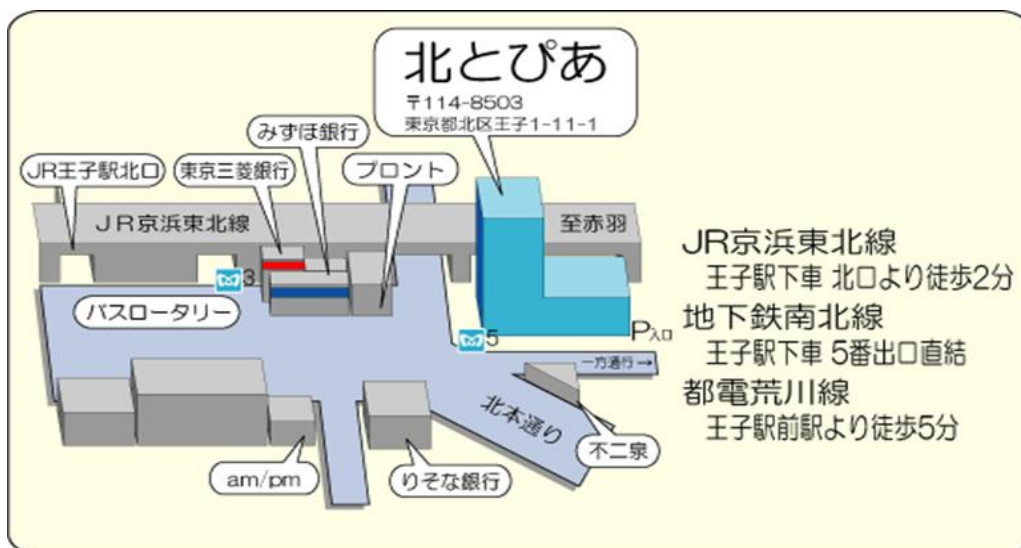 北とぴあ
〒114-8503
東京都北区王子1-11-1
みずほ銀行
JR王子駅北口
東京三菱銀行
プロント
JR京浜東北線
至赤羽
3
バスロータリー
5
P入口
一方通行→
北本通り
不二泉
am/pm
りそな銀行
JR京浜東北線
王子駅下車 北口より徒歩2分
地下鉄南北線
王子駅下車 5番出口直結
都電荒川線
王子駅前駅より徒歩5分